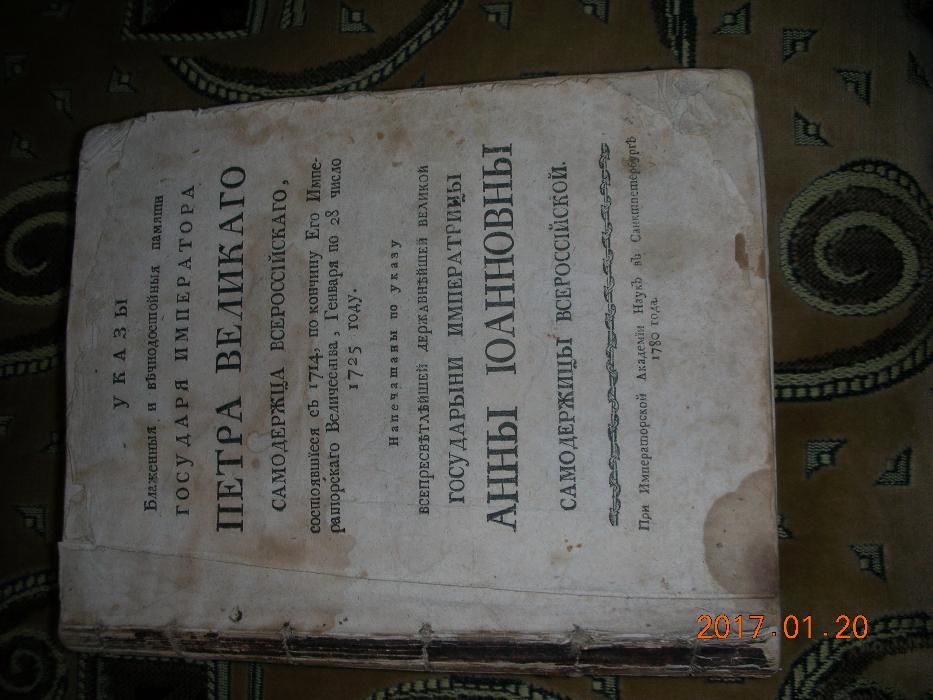 УКАЗЫ
Блаженныя и вѣчнодостойныя памяти
ГОСУДАРЯ ИМПЕРАТОРА
ПЕТРА ВЕЛИКАГО
САМОДЕРЖЦА ВСЕРОССІЙСКАГО,
состоявшіеся съ 1714, по кончину Его Импе-
раторскаго Величества, Генваря по 28 число
1725 году.
Напечатаны по указу
ВСЕПРЕСВѢТЛѢЙШЕЙ ДЕРЖАВНѢЙШЕЙ ВЕЛИКОЙ
ГОСУДАРЫНИ ИМПЕРАТРИЦЫ
АННЫ ІОАННОВНЫ
САМОДЕРЖИЦЫ ВСЕРОССІЙСКОЙ.
При Императорской Академіи Наукъ въ Санктпетербургѣ
1780 года.
2017.01.20